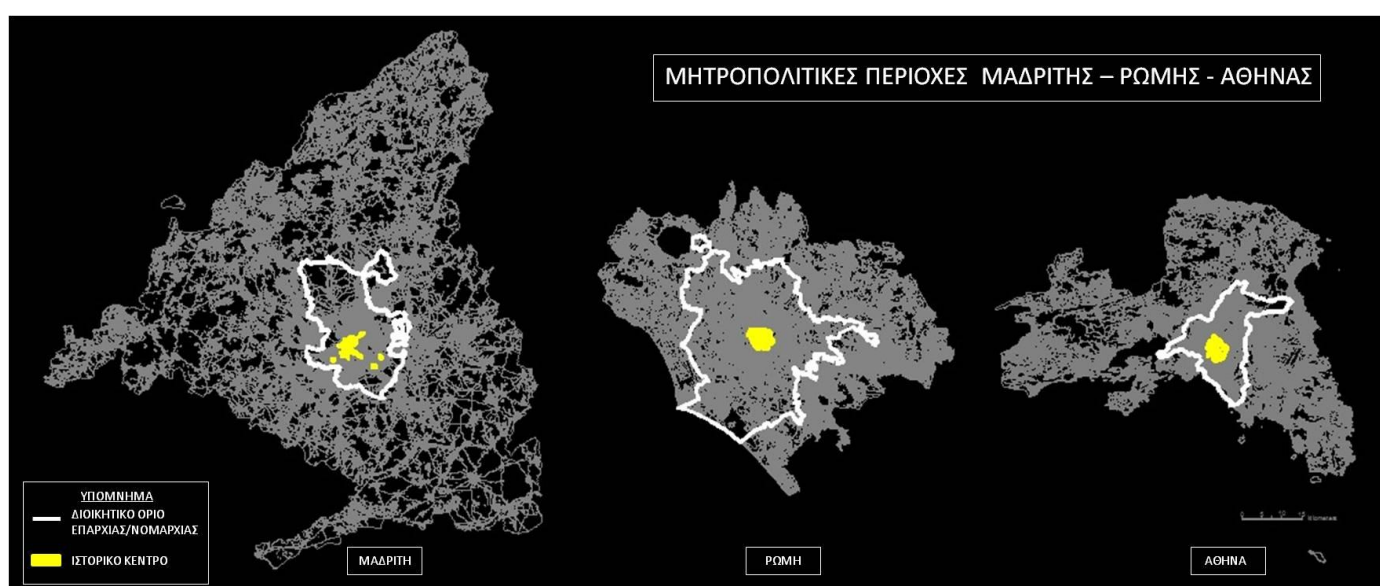 ΜΗΤΡΟΠΟΛΙΤΙΚΕΣ ΠΕΡΙΟΧΕΣ ΜΑΔΡΙΤΗΣ – ΡΩΜΗΣ - ΑΘΗΝΑΣ
ΥΠΟΜΝΗΜΑ
ΔΙΟΙΚΗΤΙΚΟ ΟΡΙΟ
ΕΠΑΡΧΙΑΣ/ΝΟΜΑΡΧΙΑΣ
ΙΣΤΟΡΙΚΟ ΚΕΝΤΡΟ
ΜΑΔΡΙΤΗ
ΡΩΜΗ
ΑΘΗΝΑ